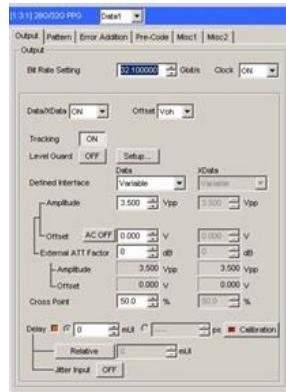 [1:3:1] 28G/32G PPG Data1
Output Pattern Error Addition Pre-Code Misc1 Misc2
Output
Bit Rate Setting 32.100000 Gbit/s Clock ON
Data/XData ON Offset Voh
Tracking ON
Level Guard OFF Setup...
Data XData
Defined Interface Variable Variable
Amplitude 3.500 Vpp 3.500 Vpp
Offset AC OFF 0.000 V 0.000 V
External ATT Factor 0 dB 0 dB
Amplitude 3.500 Vpp 3.500 Vpp
Offset 0.000 V 0.000 V
Cross Point 50.0 % 50.0 %
Delay 0 mUI ---- ps Calibration
Relative 0 mUI
Jitter Input OFF